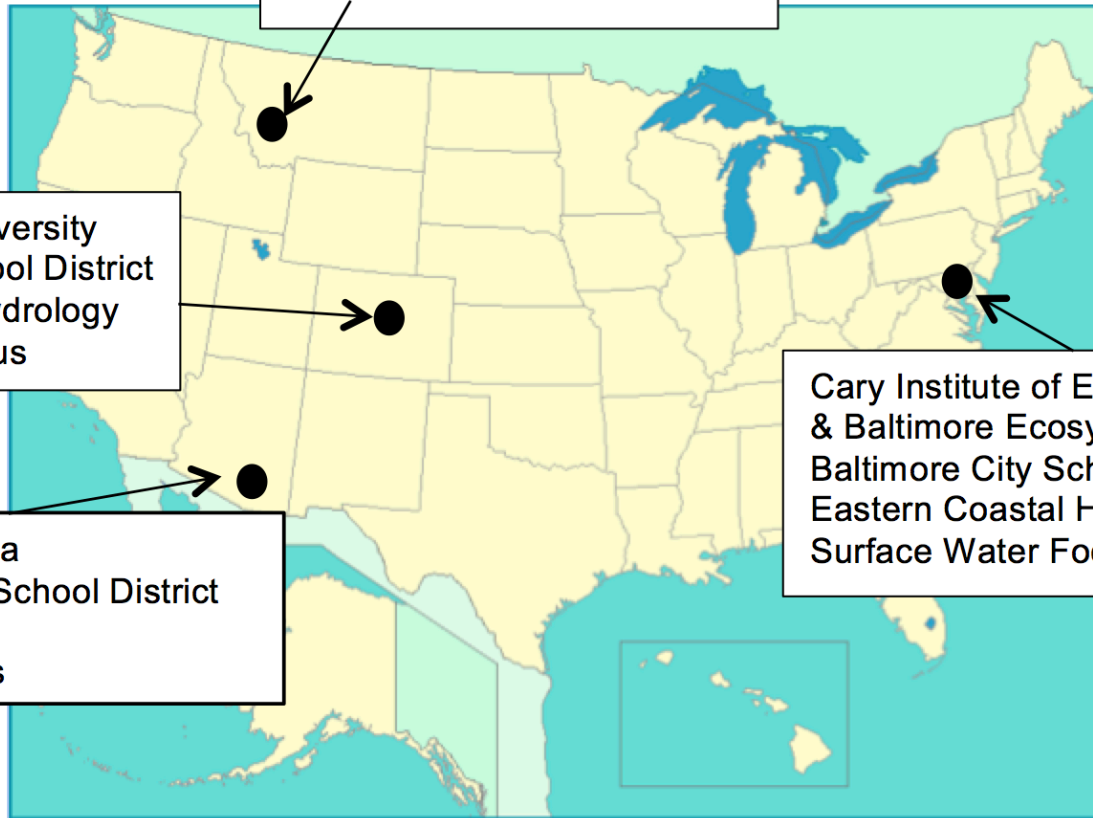 versity
ool District
ydrology
us
Cary Institute of E
& Baltimore Ecosy
Baltimore City Sch
Eastern Coastal H
Surface Water Foc
a
School District
s